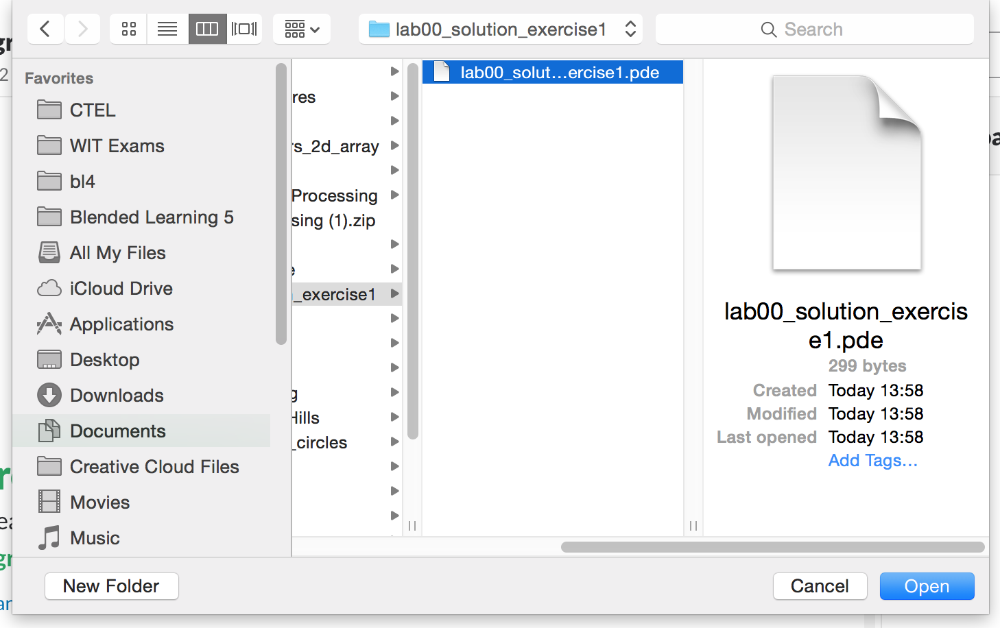 lab00_solution_exercise1
Search
Favorites
CTEL
WIT Exams
bl4
Blended Learning 5
All My Files
iCloud Drive
Applications
Desktop
Downloads
Documents
Creative Cloud Files
Movies
Music
res
rs_2d_array
Processing
sing (1).zip
_exercise1
Hills
_circles
lab00_solut...ercise1.pde
lab00_solution_exercis
e1.pde
299 bytes
Created Today 13:58
Modified Today 13:58
Last opened Today 13:58
Add Tags...
New Folder
Cancel
Open